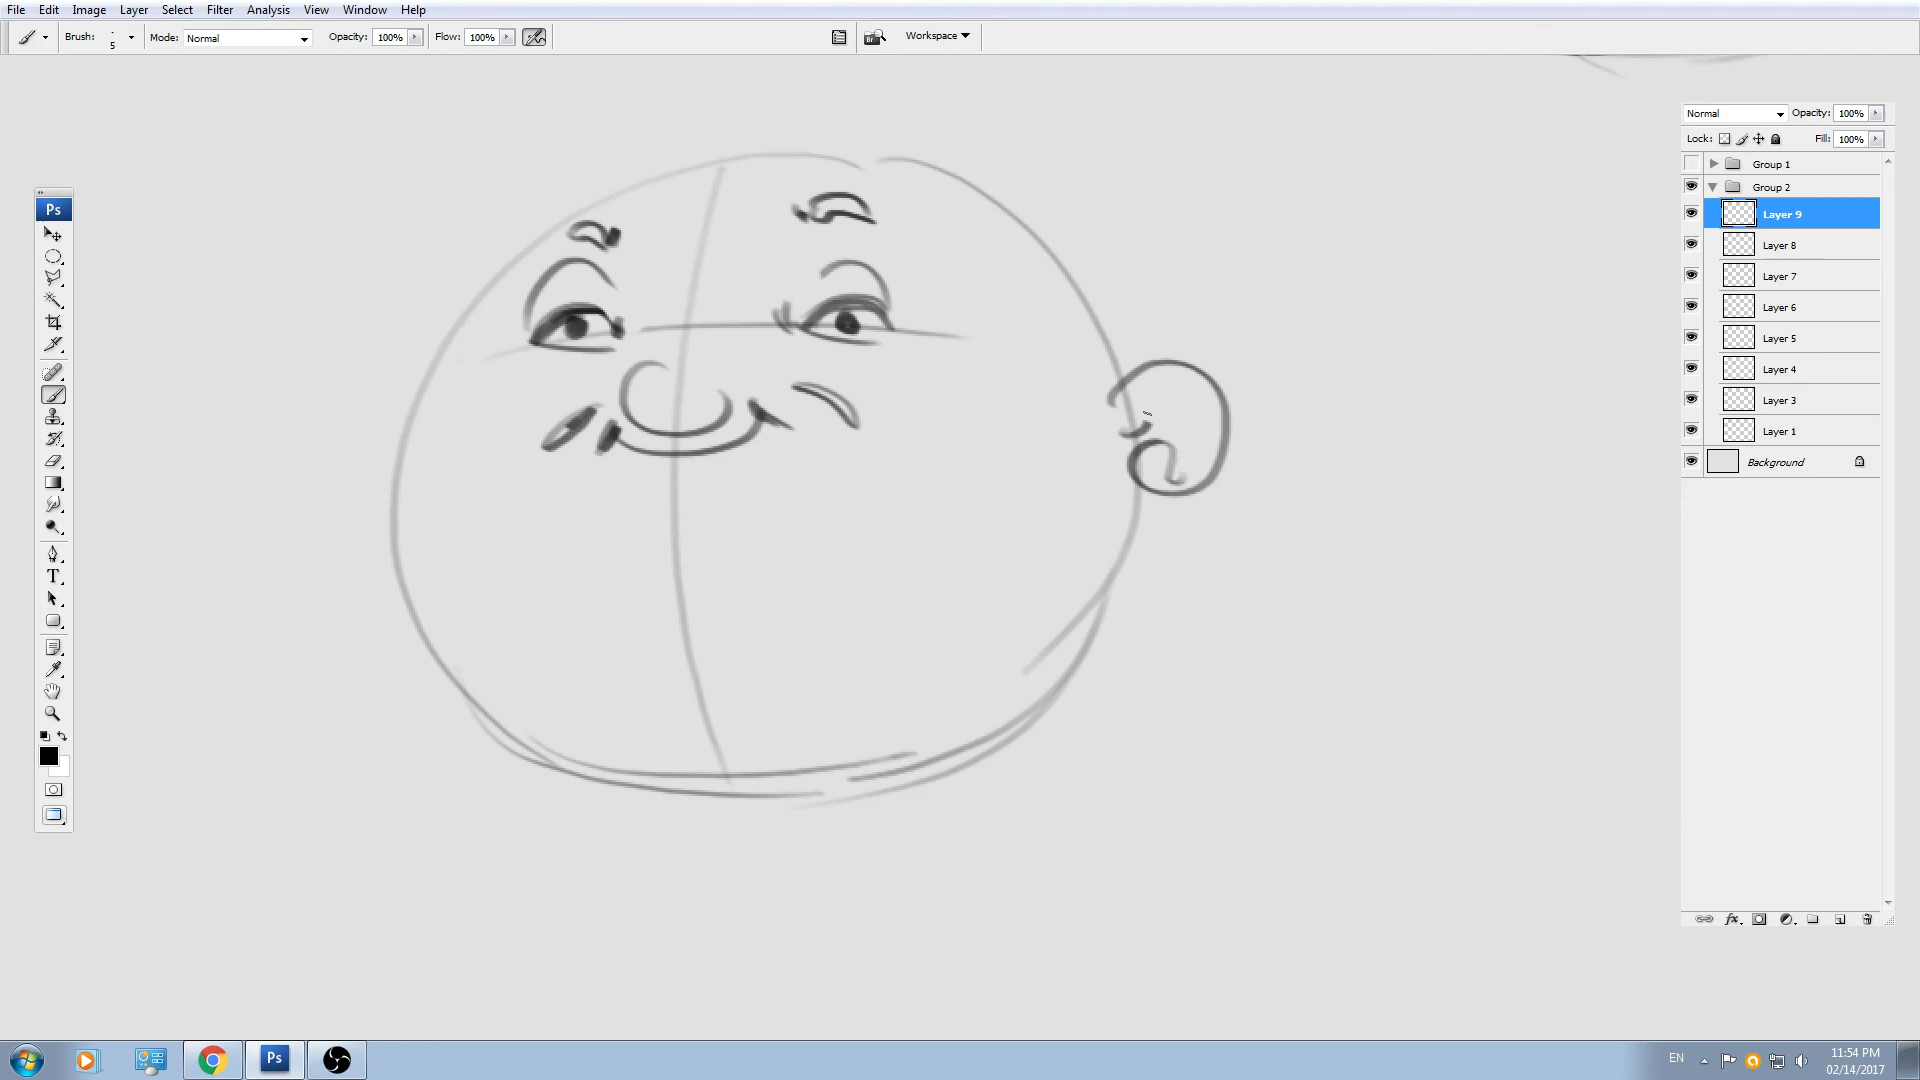 File Edit Image Layer Select Filter Analysis View Window Help
Brush: 5 Mode: Normal Opacity: 100% Flow: 100% Br Workspace
Normal Opacity: 100%
Lock: Fill: 100%
Group 1
Ps
Group 2
Layer 9
Layer 8
Layer 7
Layer 6
Layer 5
Layer 4
Layer 3
Layer 1
Background
T
fx
Ps
EN
11:54 PM
02/14/2017